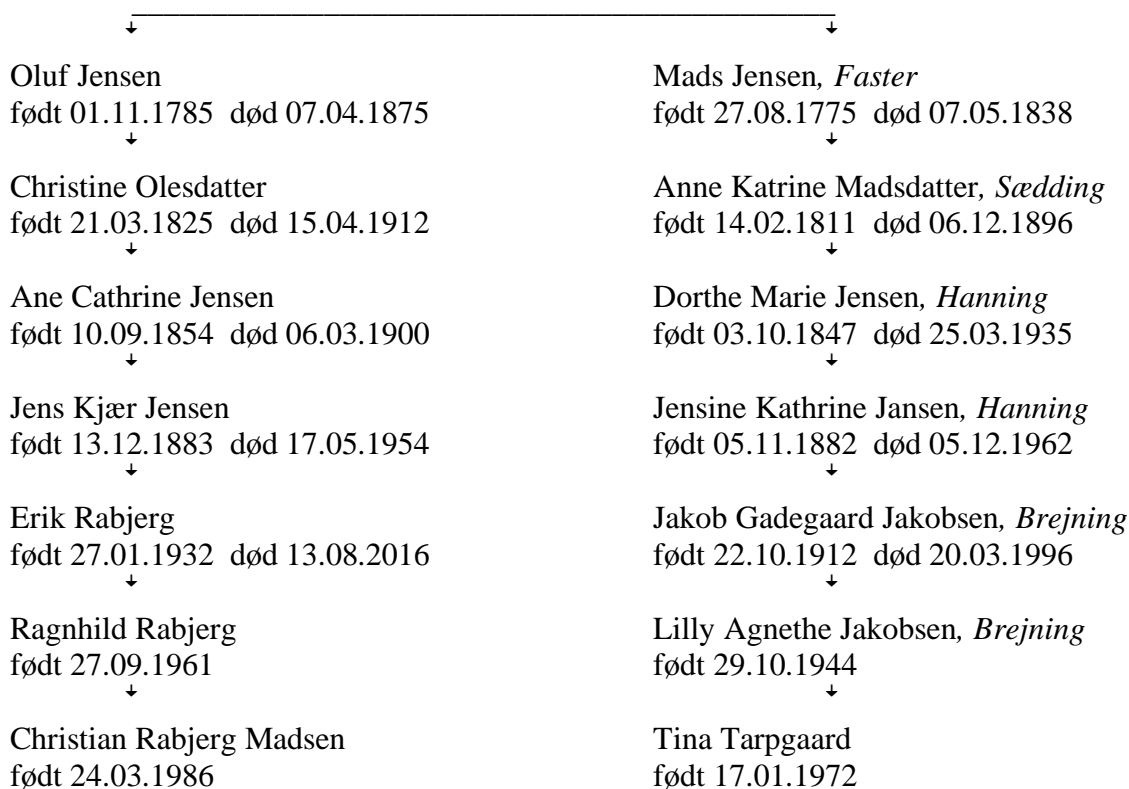 Oluf Jensen
født 01.11.1785  død 07.04.1875
Christine Olesdatter
født 21.03.1825  død 15.04.1912
Ane Cathrine Jensen
født 10.09.1854  død 06.03.1900
Jens Kjær Jensen
født 13.12.1883  død 17.05.1954
Erik Rabjerg
født 27.01.1932  død 13.08.2016
Ragnhild Rabjerg
født 27.09.1961
Christian Rabjerg Madsen
født 24.03.1986
Mads Jensen, Faster
født 27.08.1775  død 07.05.1838
Anne Katrine Madsdatter, Sædding
født 14.02.1811  død 06.12.1896
Dorthe Marie Jensen, Hanning
født 03.10.1847  død 25.03.1935
Jensine Kathrine Jansen, Hanning
født 05.11.1882  død 05.12.1962
Jakob Gadegaard Jakobsen, Brejning
født 22.10.1912  død 20.03.1996
Lilly Agnethe Jakobsen, Brejning
født 29.10.1944
Tina Tarpgaard
født 17.01.1972